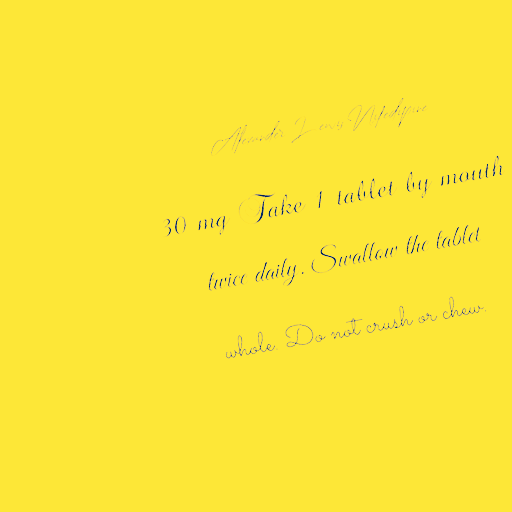 Alexander Nifedipine
30 mg Take 1 tablet by mouth
twice daily. Swallow the tablet
whole. Do not crush or chew.